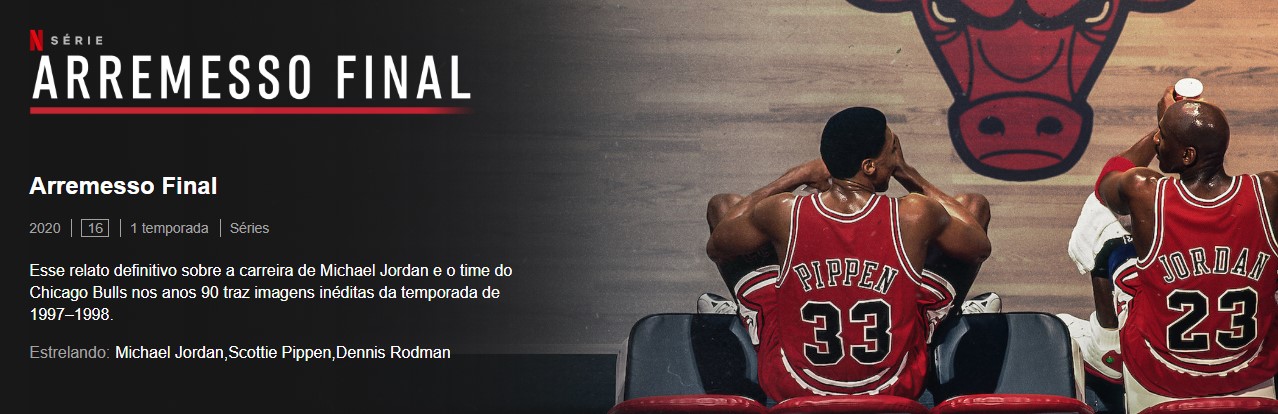 N SÉRIE
ARREMESSO FINAL
Arremesso Final
2020 | 16 | 1 temporada | Séries
Esse relato definitivo sobre a carreira de Michael Jordan e o time do
Chicago Bulls nos anos 90 traz imagens inéditas da temporada de
1997–1998.
Estrelando: Michael Jordan,Scottie Pippen,Dennis Rodman
PIPPEN
33
JORDAN
23